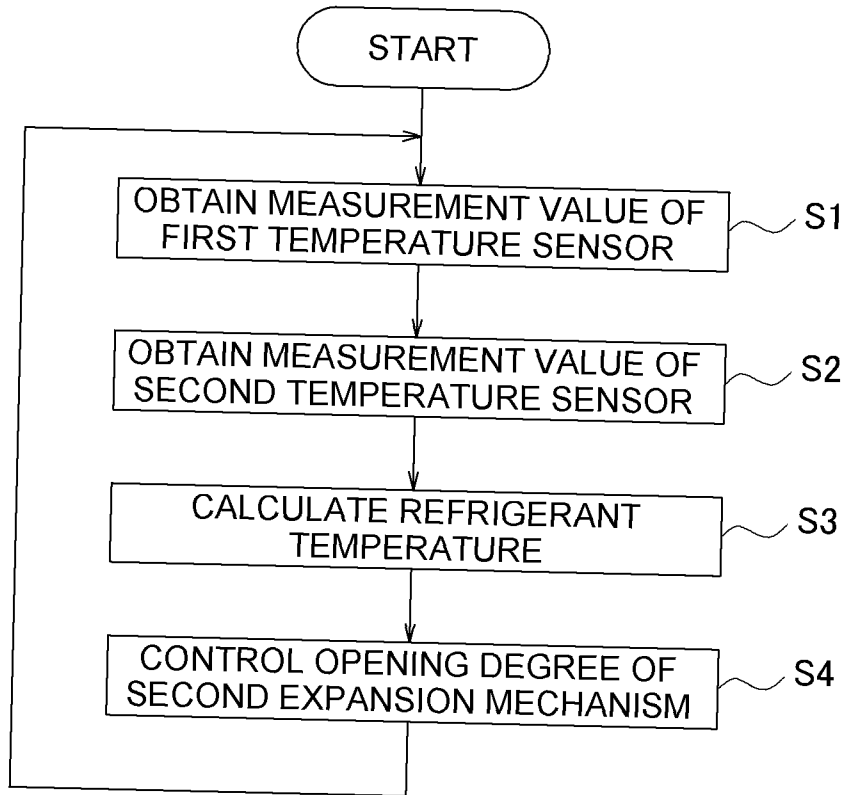 START
OBTAIN MEASUREMENT VALUE OF
FIRST TEMPERATURE SENSOR
S1
OBTAIN MEASUREMENT VALUE OF
SECOND TEMPERATURE SENSOR
S2
CALCULATE REFRIGERANT
TEMPERATURE
S3
CONTROL OPENING DEGREE OF
SECOND EXPANSION MECHANISM
S4